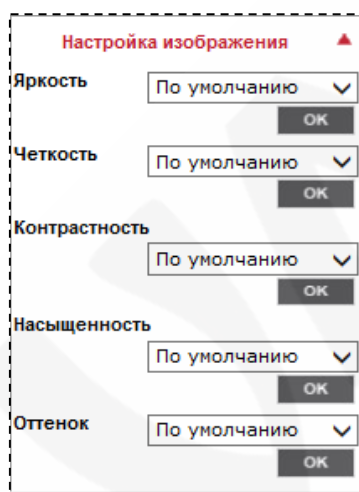 Настройка изображения
Яркость
По умолчанию
OK
Четкость
По умолчанию
OK
Контрастность
По умолчанию
OK
Насыщенность
По умолчанию
OK
Оттенок
По умолчанию
OK